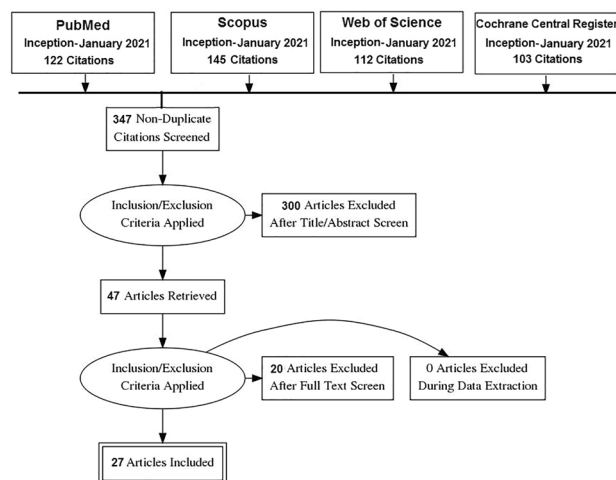 PubMed
Inception-January 2021
122 Citations
Scopus
Inception-January 2021
145 Citations
Web of Science
Inception-January 2021
112 Citations
Cochrane Central Register
Inception-January 2021
103 Citations
347 Non-Duplicate
Citations Screened
Inclusion/Exclusion
Criteria Applied
300 Articles Excluded
After Title/Abstract Screen
47 Articles Retrieved
Inclusion/Exclusion
Criteria Applied
20 Articles Excluded
After Full Text Screen
0 Articles Excluded
During Data Extraction
27 Articles Included